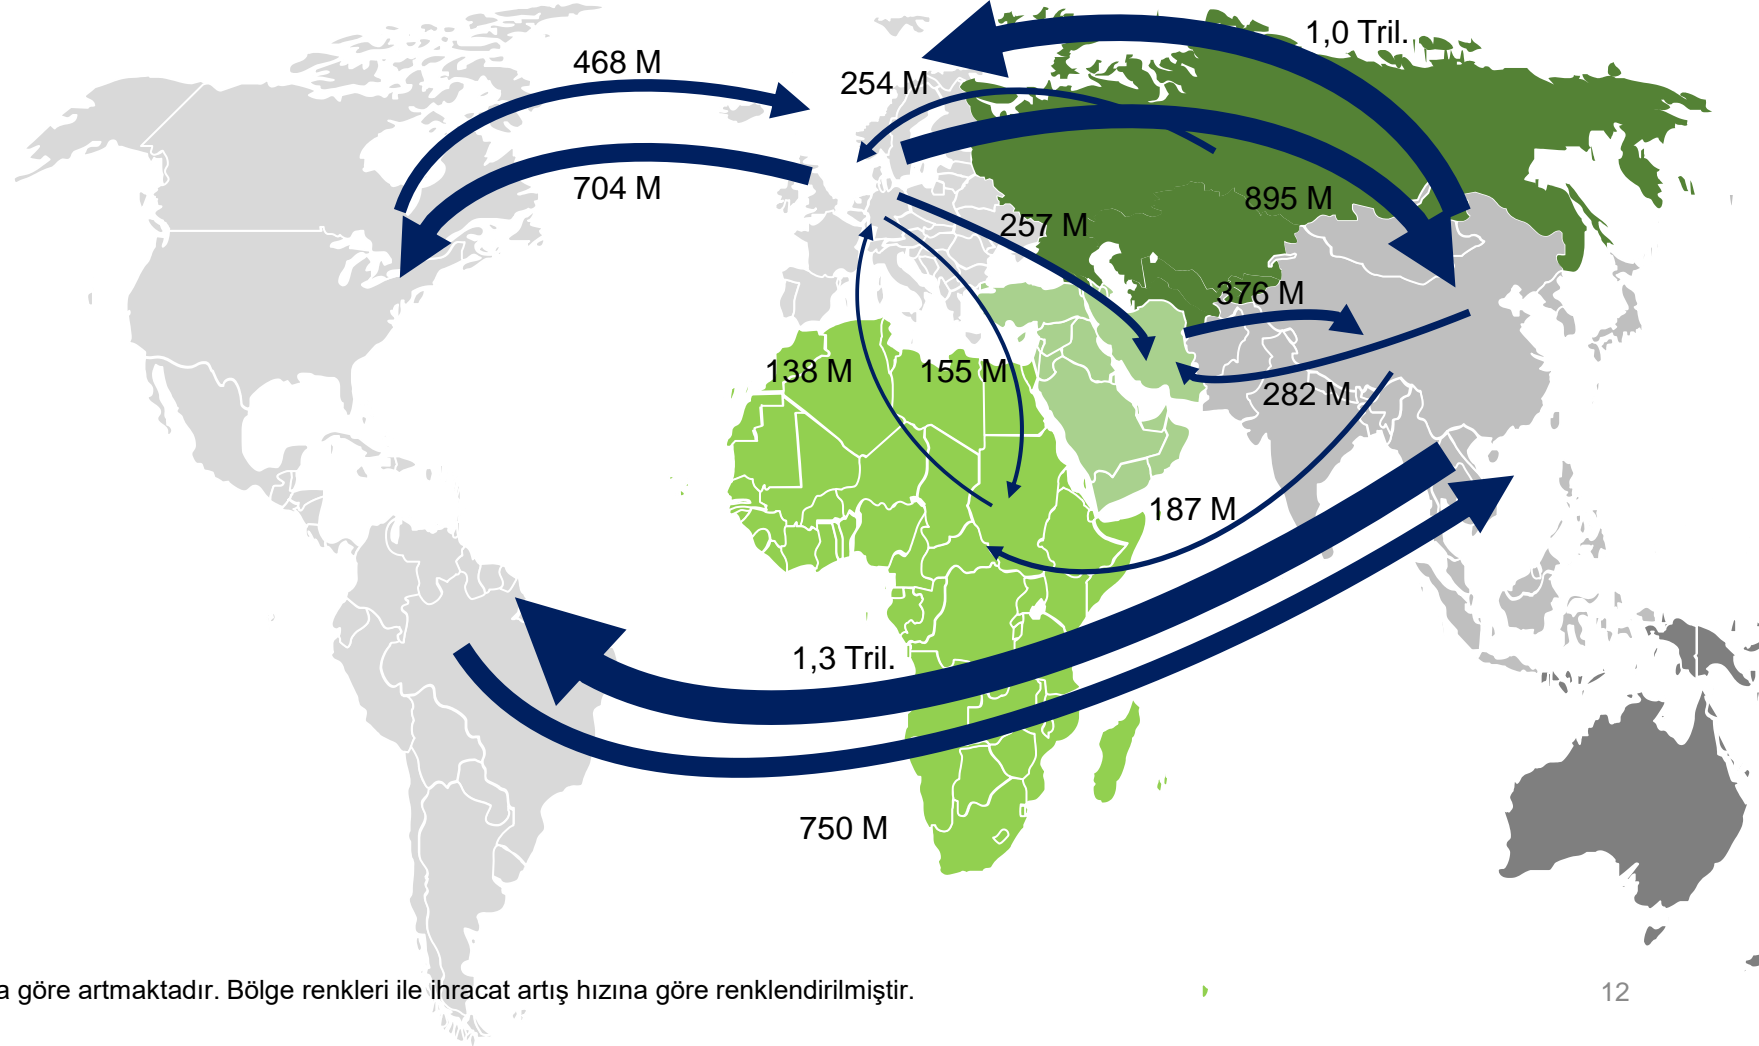 1,0 Tril.
468 M
254 M
704 M
895 M
257 M
376 M
138 M
155 M
282 M
187 M
1,3 Tril.
750 M
a göre artmaktadır. Bölge renkleri ile ihracat artış hızına göre renklendirilmiştir.
12